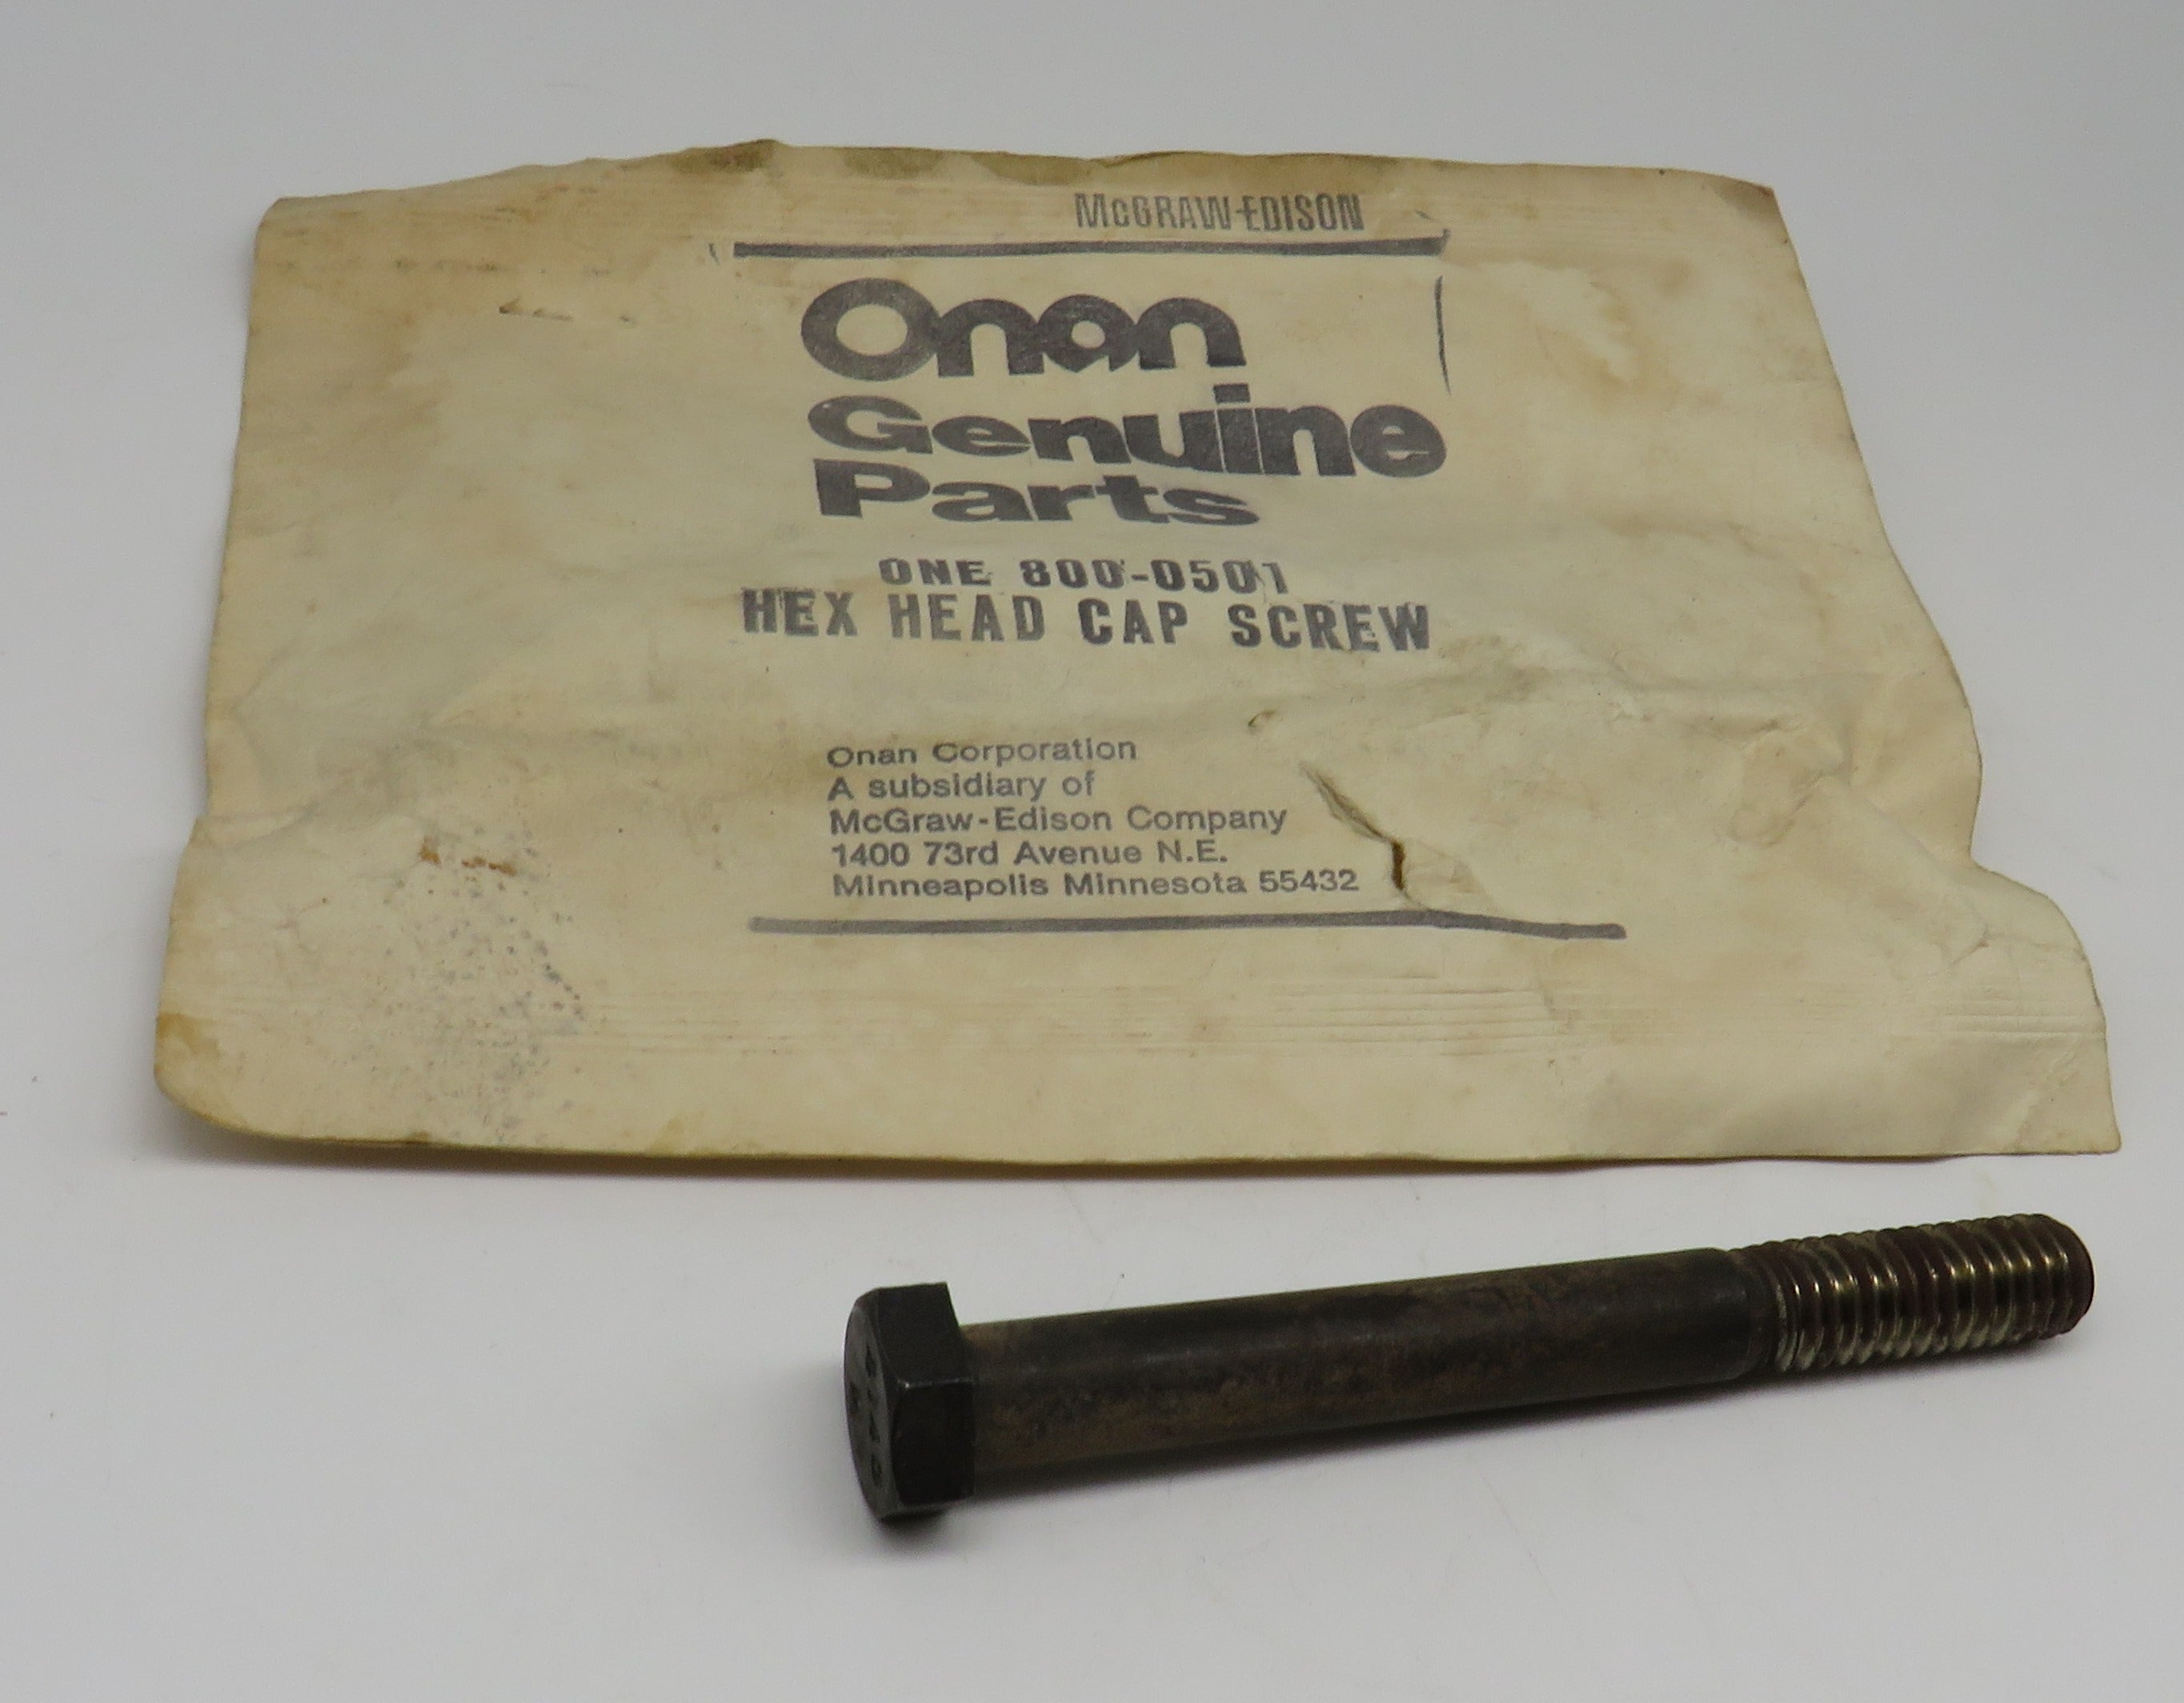 McGRAW-EDISON
Onan
Genuine
Parts
ONE 800-0501
HEX HEAD CAP SCREW
Onan Corporation
A subsidiary of
McGraw-Edison Company
1400 73rd Avenue N.E.
Minneapolis Minnesota 55432